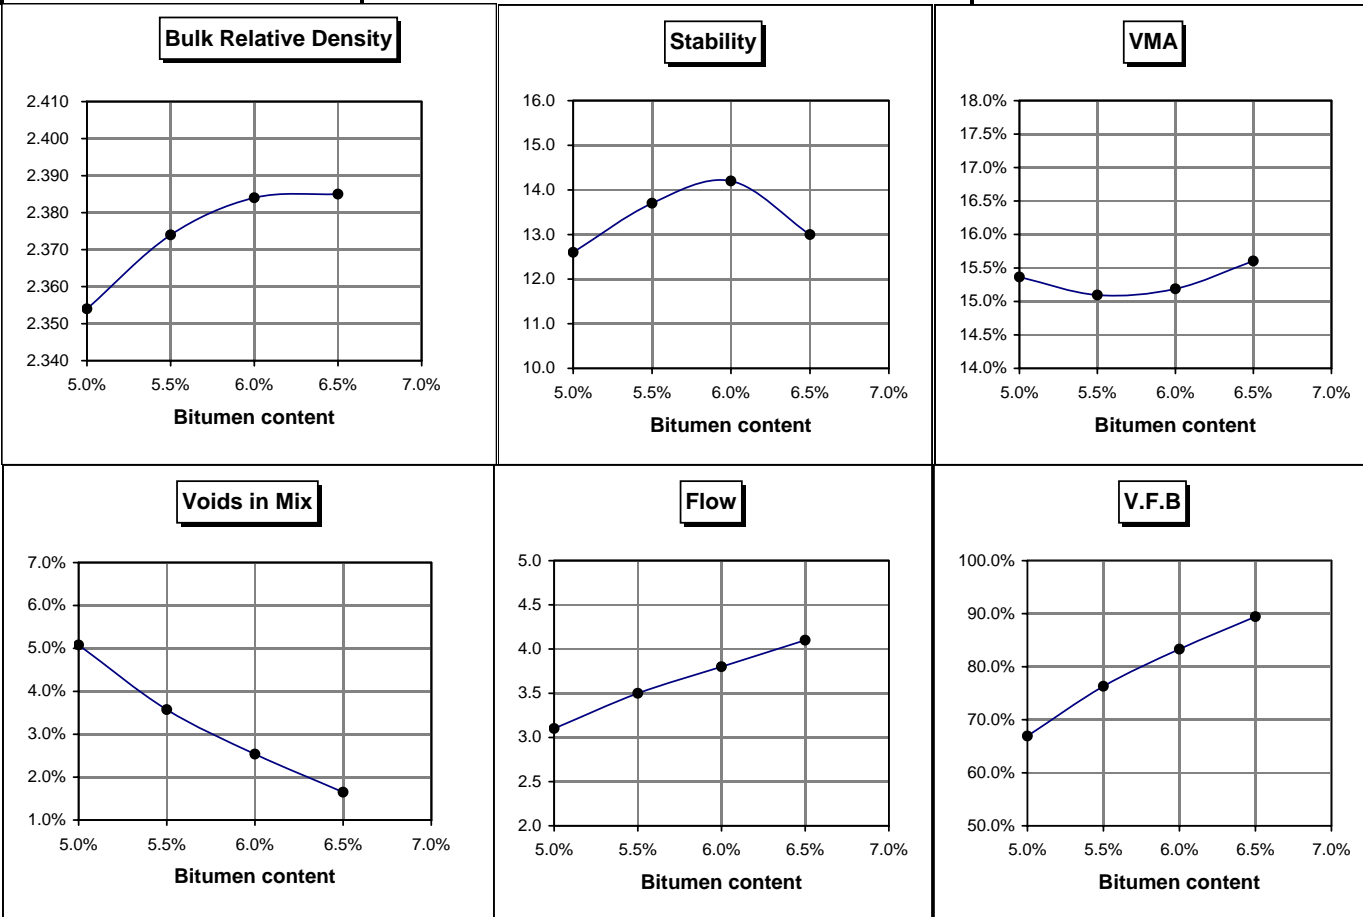 Bulk Relative Density
2.410
2.400
2.390
2.380
2.370
2.360
2.350
2.340
5.0% 5.5% 6.0% 6.5% 7.0%
Bitumen content
Stability
16.0
15.0
14.0
13.0
12.0
11.0
10.0
5.0% 5.5% 6.0% 6.5% 7.0%
Bitumen content
VMA
18.0%
17.5%
17.0%
16.5%
16.0%
15.5%
15.0%
14.5%
14.0%
5.0% 5.5% 6.0% 6.5% 7.0%
Bitumen content
Voids in Mix
7.0%
6.0%
5.0%
4.0%
3.0%
2.0%
1.0%
5.0% 5.5% 6.0% 6.5% 7.0%
Bitumen content
Flow
5.0
4.5
4.0
3.5
3.0
2.5
2.0
5.0% 5.5% 6.0% 6.5% 7.0%
Bitumen content
V.F.B
100.0%
90.0%
80.0%
70.0%
60.0%
50.0%
5.0% 5.5% 6.0% 6.5% 7.0%
Bitumen content